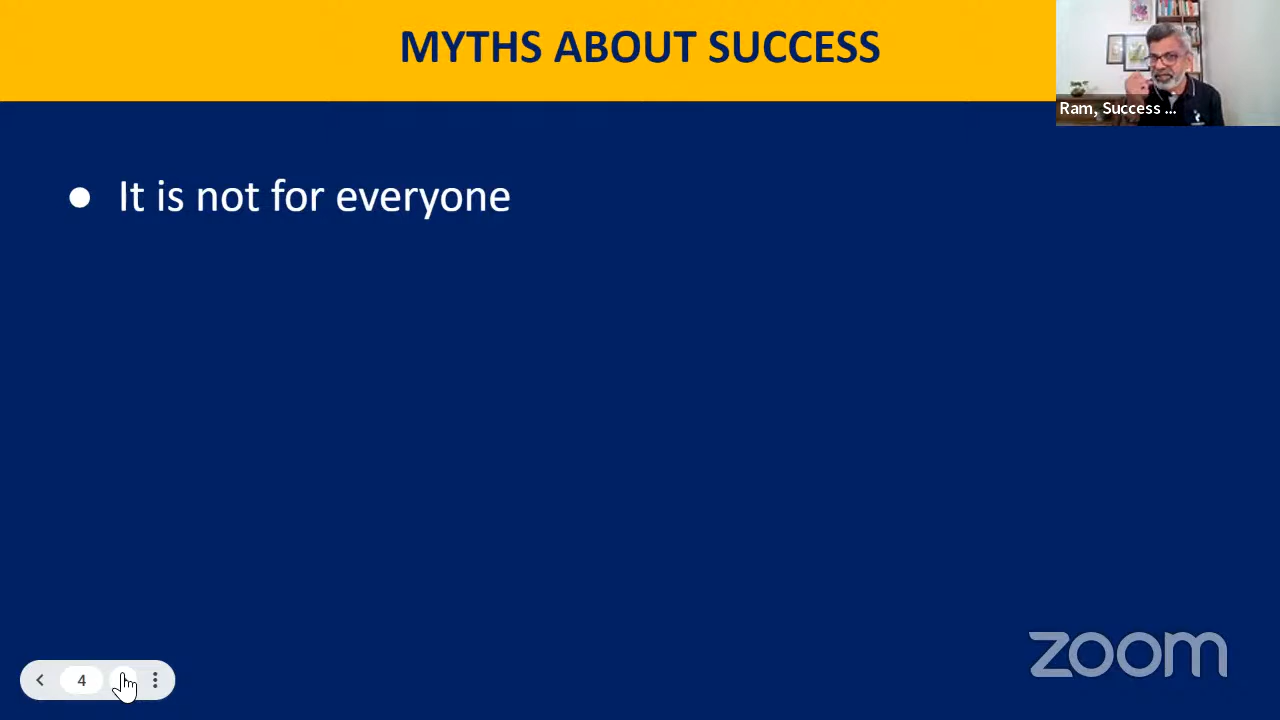 MYTHS ABOUT SUCCESS
Ram, Success ...
● It is not for everyone
4
zoom